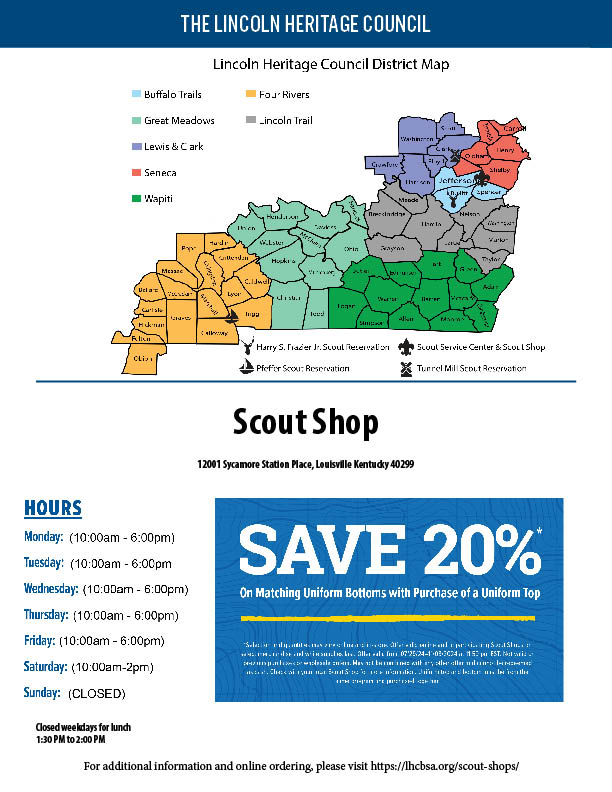 THE LINCOLN HERITAGE COUNCIL
Lincoln Heritage Council District Map
Buffalo Trails
Four Rivers
Great Meadows
Lincoln Trail
Lewis & Clark
Seneca
Wapiti
Scott
Carroll
Washington
Clark
Henry
Oldham
Floyd
Crawford
Shelby
Harrison
Jefferson
Bullitt
Spencer
Meade
Breckinridge
Nelson
Hardin
Washington
Marion
Larue
Grayson
Taylor
Henderson
Daviess
Union
Webster
McLean
Ohio
Hopkins
Muhlenberg
Christian
Todd
Butler
Edmonson
Hart
Green
Adair
Warren
Barren
Metcalfe
Logan
Simpson
Allen
Monroe
Pope
Hardin
Crittenden
Massac
Caldwell
Ballard
McCracken
Lyon
Livingston
Marshall
Carlisle
Graves
Trigg
Hickman
Calloway
Fulton
Obion
Harry S. Frazier Jr. Scout Reservation
Scout Service Center & Scout Shop
Pfeffer Scout Reservation
Tunnel Mill Scout Reservation
Scout Shop
12001 Sycamore Station Place, Louisville Kentucky 40299
HOURS
Monday: (10:00am - 6:00pm)
Tuesday: (10:00am - 6:00pm
Wednesday: (10:00am - 6:00pm)
Thursday: (10:00am - 6:00pm)
Friday: (10:00am - 6:00pm)
Saturday: (10:00am-2pm)
Sunday: (CLOSED)
SAVE 20%*
On Matching Uniform Bottoms with Purchase of a Uniform Top
Closed weekdays for lunch
1:30 PM to 2:00 PM
For additional information and online ordering, please visit https://lhcbsa.org/scout-shops/